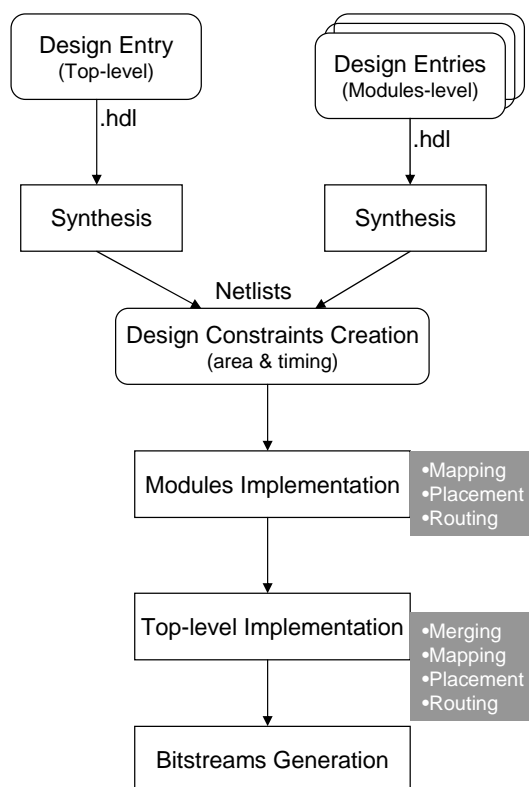 Design Entry
(Top-level)
Design Entries
(Modules-level)
.hdl
.hdl
Synthesis
Synthesis
Netlists
Design Constraints Creation
(area & timing)
Modules Implementation
•Mapping
•Placement
•Routing
Top-level Implementation
•Merging
•Mapping
•Placement
•Routing
Bitstreams Generation